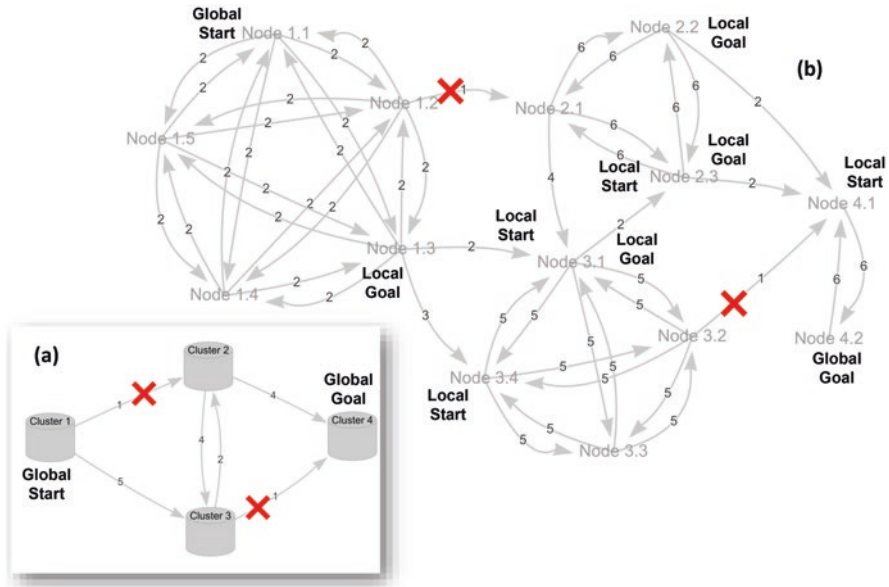 Global
Start
Node 1.1
2
2
2
2
2
Node 1.2
1
2
Node 1.5
2
2
2
2
2
2
2
2
2
2
2
2
Node 1.3
2
Local
Goal
Node 1.4
2
2
3
Node 2.2
Local
Goal
(b)
6
6
Node 2.1
6
6
6
6
2
Local
Goal
Local
Start
Node 2.3
2
Local
Start
Node 4.1
4
2
Local
Start
Node 3.1
Local
Goal
5
5
1
6
6
5
5
5
5
Node 3.2
Node 4.2
Global
Goal
5
5
Node 3.4
Local
Start
5
5
5
5
Node 3.3
(a)
Cluster 2
Global
Goal
1
4
Cluster 1
Cluster 4
Global
Start
4
2
5
1
Cluster 3